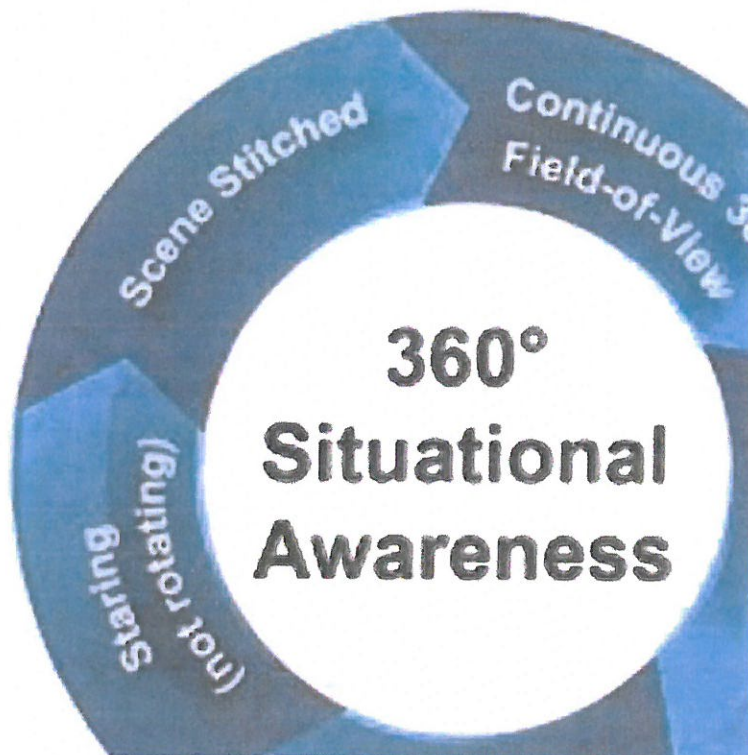 Scene Stitched
Continuous
Field-of-View
360°
Situational
Awareness
Staring
(not rotating)